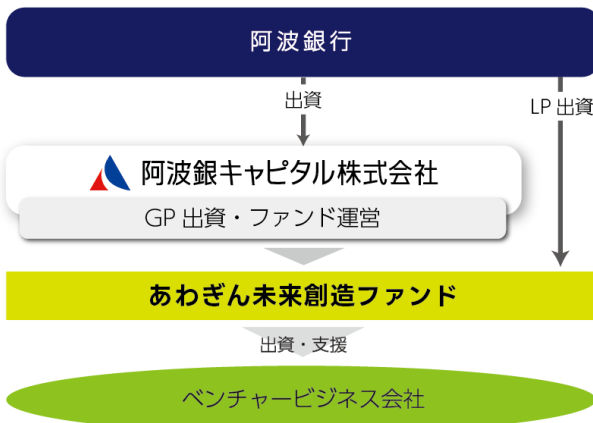 阿波銀行
出資
LP 出資
阿波銀キャピタル株式会社
GP 出資・ファンド運営
あわぎん未来創造ファンド
出資・支援
ベンチャービジネス会社